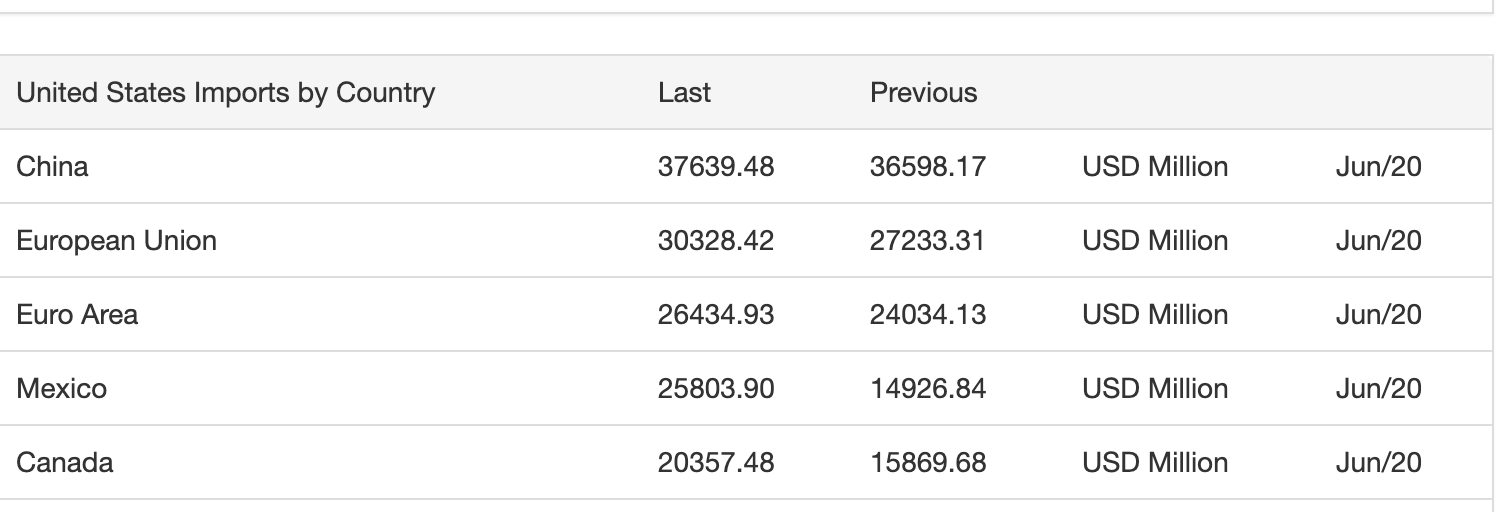 United States Imports by Country Last Previous
China 37639.48 36598.17 USD Million Jun/20
European Union 30328.42 27233.31 USD Million Jun/20
Euro Area 26434.93 24034.13 USD Million Jun/20
Mexico 25803.90 14926.84 USD Million Jun/20
Canada 20357.48 15869.68 USD Million Jun/20